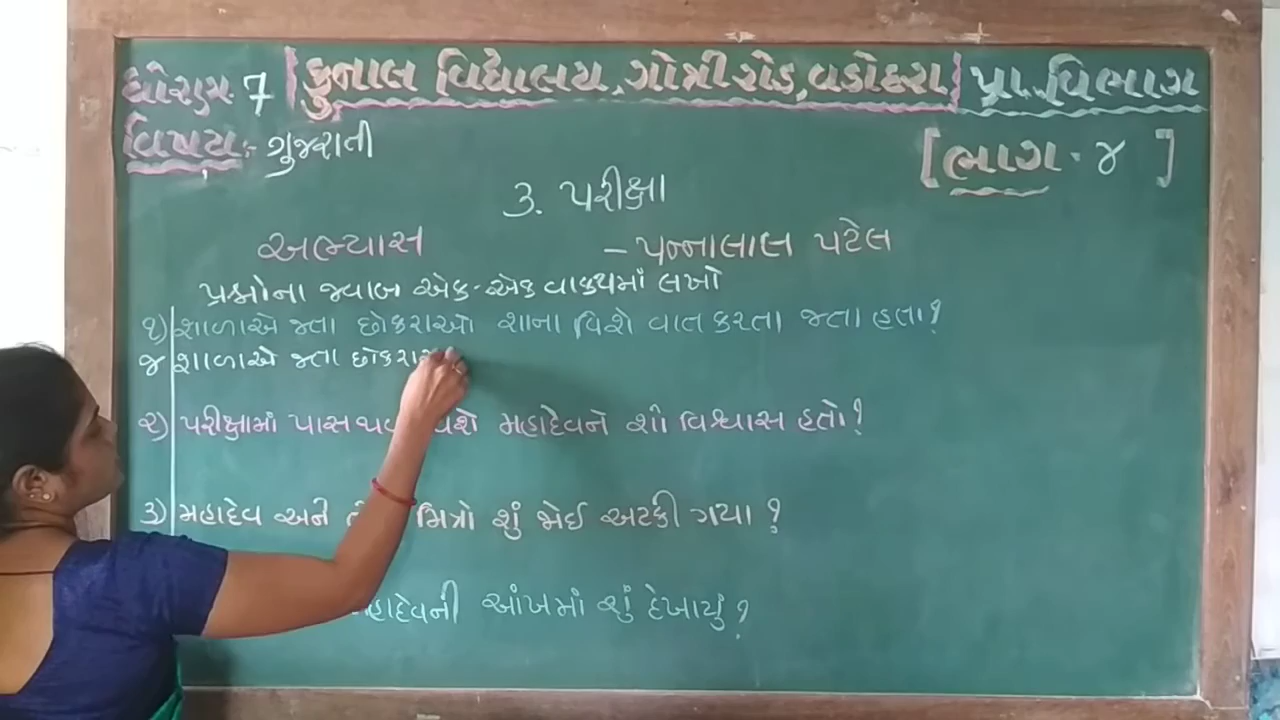 ધોરણ 7 કુનાલ વિદ્યાલય, ગોત્રી રોડ, વડોદરા પ્રા. વિભાગ
વિષય :- ગુજરાતી
[ ભાગ - ૪ ]
૩. પરીક્ષા
અભ્યાસ - પન્નાલાલ પટેલ
પ્રશ્નોના જવાબ એક-એક વાક્યમાં લખો
૧) શાળાએ જતા છોકરાઓ શાના વિશે વાત કરતા જતા હતા?
જ શાળાએ જતા છોકરા
૨) પરીક્ષામાં પાસ મહાદેવને શો વિશ્વાસ હતો?
૩) મહાદેવ અને મિત્રો શું જોઈ અટકી ગયા?
મહાદેવની આંખમાં શું દેખાયું?